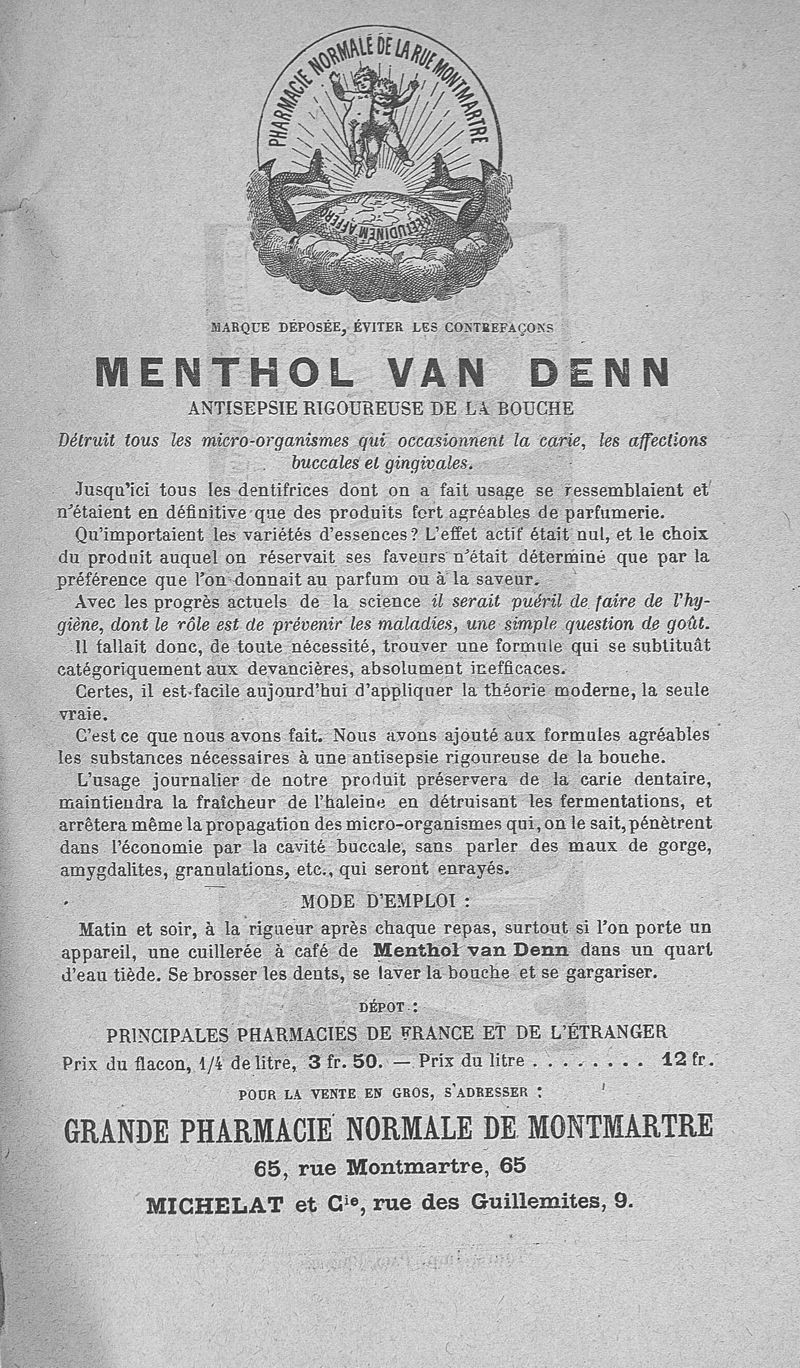 PHARMACIE NORMALE DE LA RUE MONTMARTRE
AFFERO
MARQUE DÉPOSÉE, ÉVITER LES CONTREFAÇONS
MENTHOL VAN DENN
ANTISEPSIE RIGOUREUSE DE LA BOUCHE
Détruit tous les micro-organismes qui occasionnent la carie, les affections
buccales et gingivales.
Jusqu'ici tous les dentifrices dont on a fait usage se ressemblaient et
n'étaient en définitive que des produits fort agréables de parfumerie.
Qu'importaient les variétés d'essences? L'effet actif était nul, et le choix
du produit auquel on réservait ses faveurs n'était déterminé que par la
préférence que l'on donnait au parfum ou à la saveur.
Avec les progrès actuels de la science il serait puéril de faire de l'hy-
giène, dont le rôle est de prévenir les maladies, une simple question de goût.
Il fallait donc, de toute nécessité, trouver une formule qui se subtituât
catégoriquement aux devancières, absolument inefficaces.
Certes, il est facile aujourd'hui d'appliquer la théorie moderne, la seule
vraie.
C'est ce que nous avons fait. Nous avons ajouté aux formules agréables
les substances nécessaires à une antisepsie rigoureuse de la bouche.
L'usage journalier de notre produit préservera de la carie dentaire,
maintiendra la fraîcheur de l'haleine en détruisant les fermentations, et
arrêtera même la propagation des micro-organismes qui, on le sait, pénètrent
dans l'économie par la cavité buccale, sans parler des maux de gorge,
amygdalites, granulations, etc., qui seront enrayés.
MODE D'EMPLOI :
Matin et soir, à la rigueur après chaque repas, surtout si l'on porte un
appareil, une cuillerée à café de Menthol van Denn dans un quart
d'eau tiède. Se brosser les dents, se laver la bouche et se gargariser.
DÉPOT :
PRINCIPALES PHARMACIES DE FRANCE ET DE L'ÉTRANGER
Prix du flacon, 1/4 de litre, 3 fr. 50. — Prix du litre . . . . . . . . 12 fr.
POUR LA VENTE EN GROS, S'ADRESSER :
GRANDE PHARMACIE NORMALE DE MONTMARTRE
65, rue Montmartre, 65
MICHELAT et Cie, rue des Guillemites, 9.